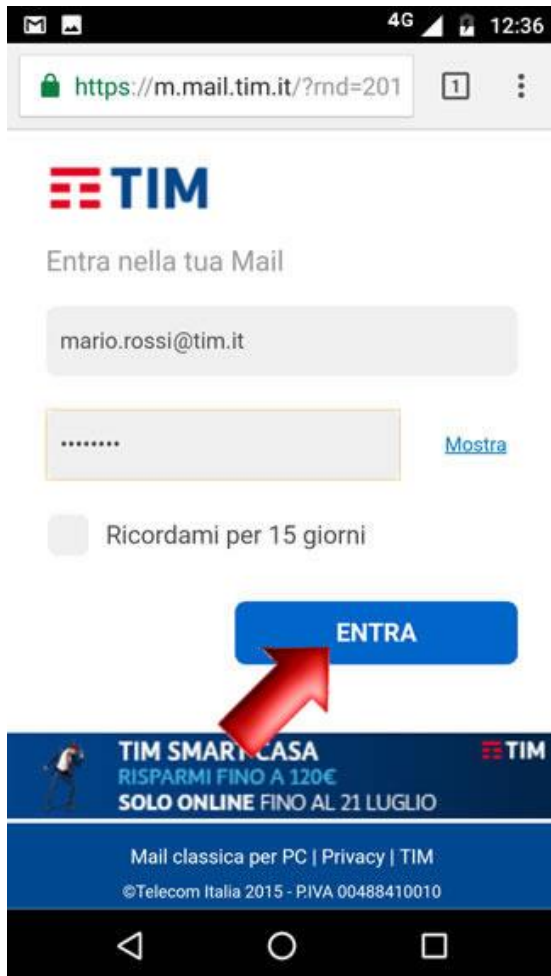 4G 12:36
https://m.mail.tim.it/?rnd=201 1
TIM
Entra nella tua Mail
mario.rossi@tim.it
•••••••• Mostra
Ricordami per 15 giorni
ENTRA
TIM SMART CASA TIM
RISPARMI FINO A 120€
SOLO ONLINE FINO AL 21 LUGLIO
Mail classica per PC | Privacy | TIM
©Telecom Italia 2015 - P.IVA 00488410010